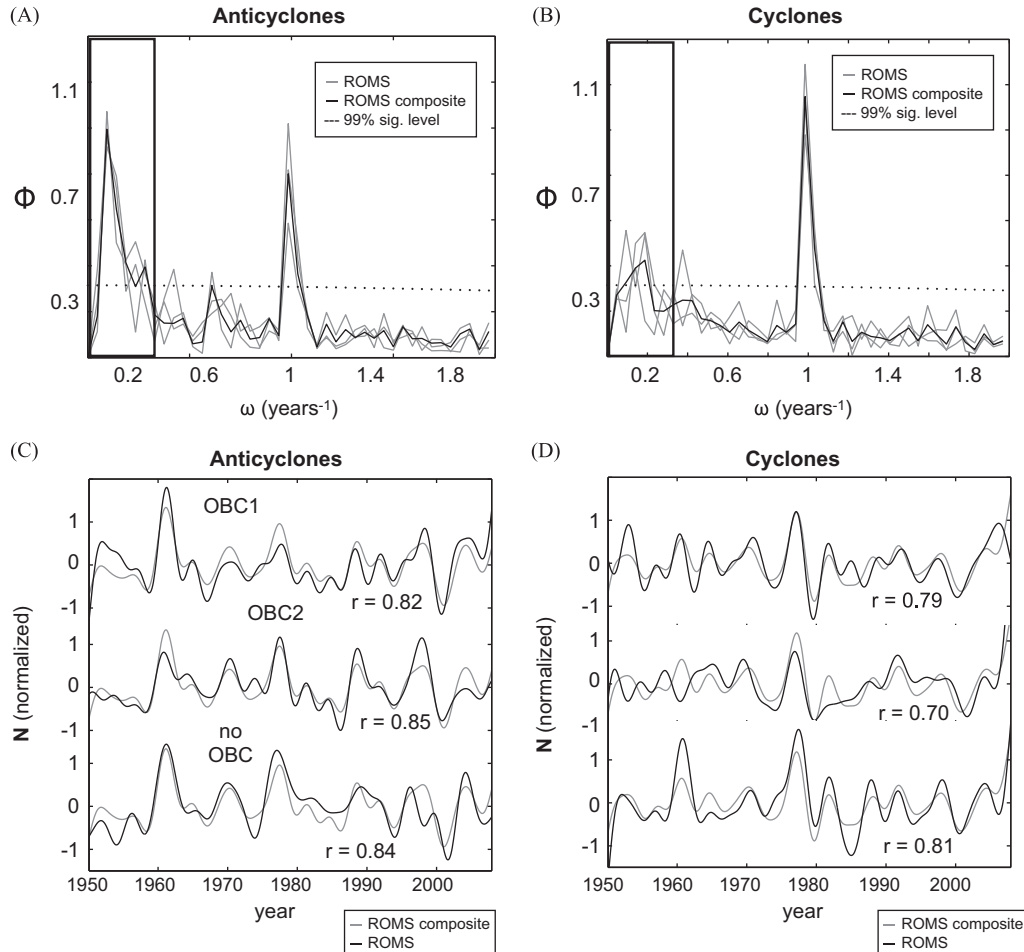 (A)
Anticyclones
1.1
0.7
0.3
Φ
ROMS
ROMS composite
99% sig. level
0.2 0.6 1 1.4 1.8
ω (years-1)
(B)
Cyclones
1.1
0.7
0.3
Φ
ROMS
ROMS composite
99% sig. level
0.2 0.6 1 1.4 1.8
ω (years-1)
(C)
Anticyclones
OBC1
1
0
-1
r = 0.82
OBC2
1
0
-1
r = 0.85
no
OBC
1
0
-1
r = 0.84
N (normalized)
1950 1960 1970 1980 1990 2000
year
ROMS composite
ROMS
(D)
Cyclones
1
0
-1
r = 0.79
1
0
-1
r = 0.70
1
0
-1
r = 0.81
N (normalized)
1950 1960 1970 1980 1990 2000
year
ROMS composite
ROMS